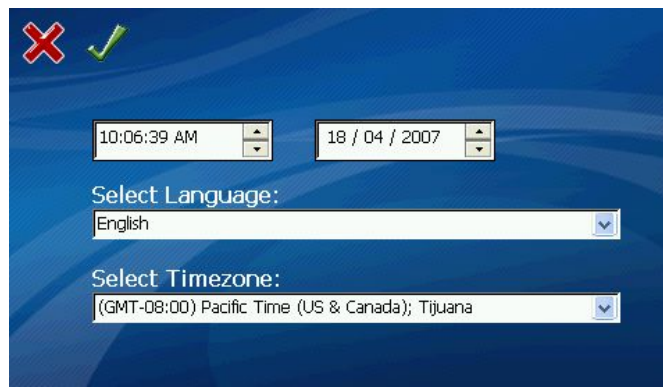 10:06:39 AM 18 / 04 / 2007
Select Language:
English
Select Timezone:
(GMT-08:00) Pacific Time (US & Canada); Tijuana